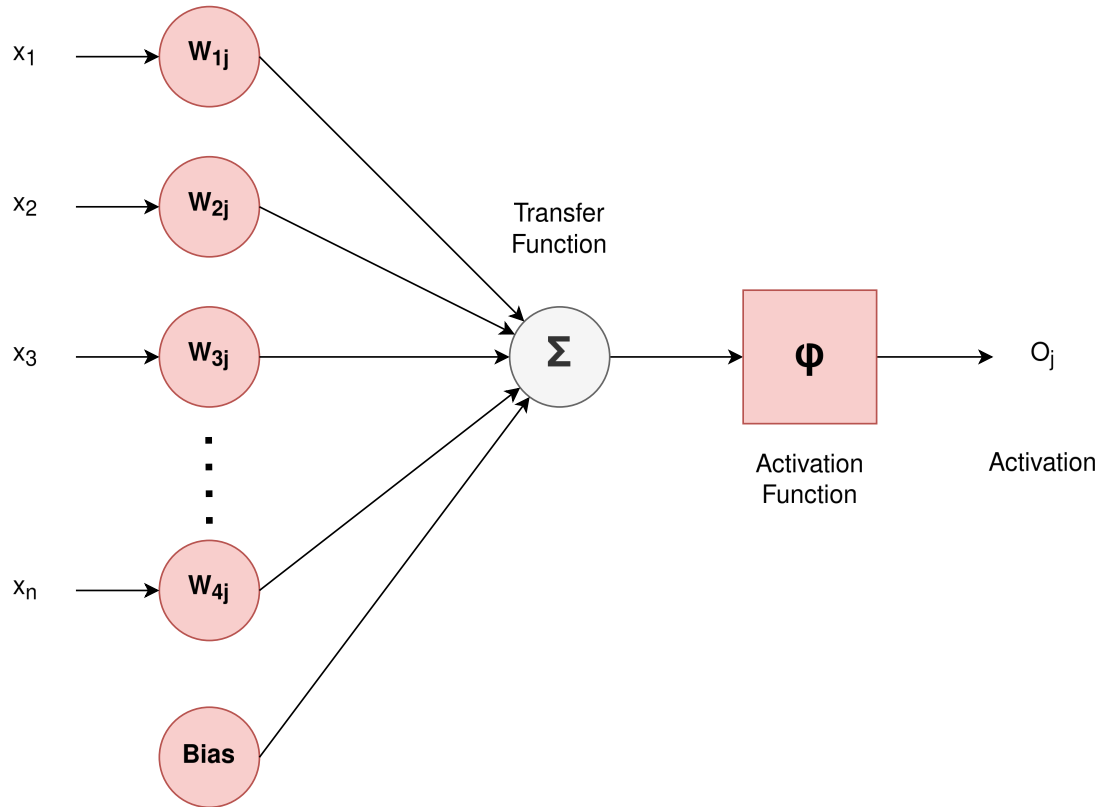 x₁
W₁ⱼ
x₂
W₂ⱼ
Transfer
Function
x₃
W₃ⱼ
Σ
φ
Oⱼ
Activation
Function
Activation
xₙ
W₄ⱼ
Bias